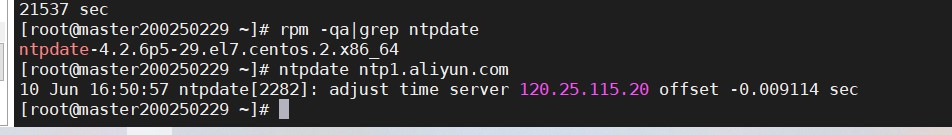 21537 sec
[root@master200250229 ~]# rpm -qa|grep ntpdate
ntpdate-4.2.6p5-29.el7.centos.2.x86_64
[root@master200250229 ~]# ntpdate ntp1.aliyun.com
10 Jun 16:50:57 ntpdate[2282]: adjust time server 120.25.115.20 offset -0.009114 sec
[root@master200250229 ~]#